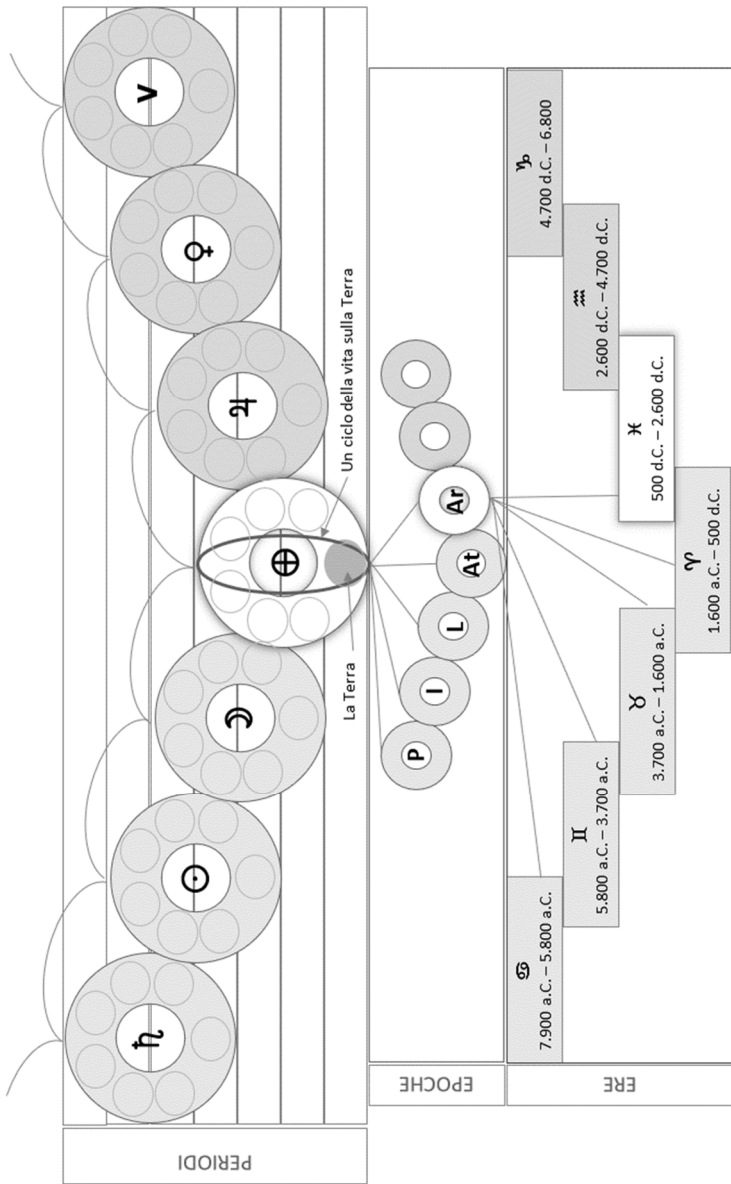 PERIODI
♄
☉
☽
⊕
♃
♀
V
La Terra
Un ciclo della vita sulla Terra
EPOCHE
P
I
L
At
Ar
ERE
♋
7.900 a.C. – 5.800 a.C.
♊
5.800 a.C. – 3.700 a.C.
♉
3.700 a.C. – 1.600 a.C.
♈
1.600 a.C. – 500 d.C.
♓
500 d.C. – 2.600 d.C.
♒
2.600 d.C. – 4.700 d.C.
♑
4.700 d.C. – 6.800